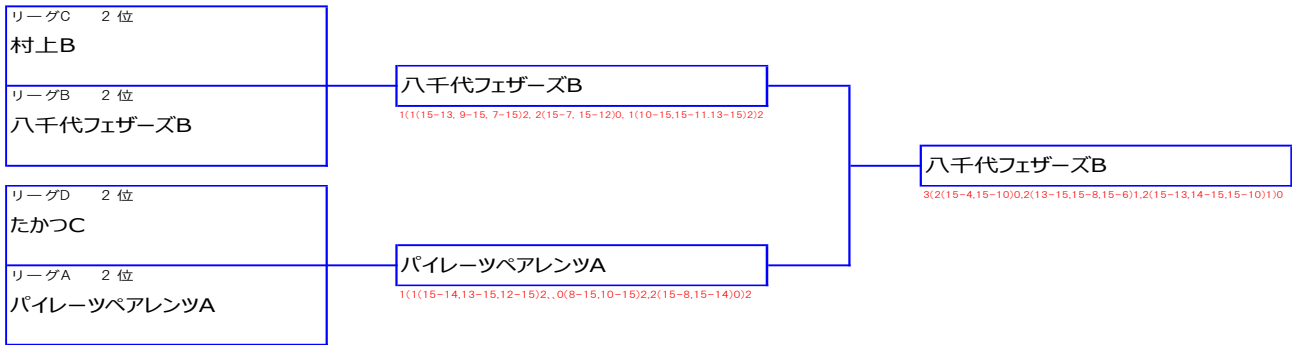 リーグC　2 位
村上B
リーグB　2 位
八千代フェザーズB
リーグD　2 位
たかつC
リーグA　2 位
パイレーツペアレンツA
八千代フェザーズB
1(1(15-13, 9-15, 7-15)2, 2(15-7, 15-12)0, 1(10-15,15-11.13-15)2)2
パイレーツペアレンツA
1(1(15-14,13-15,12-15)2,.0(8-15,10-15)2,2(15-8,15-14)0)2
八千代フェザーズB
3(2(15-4,15-10)0,2(13-15,15-8,15-6)1,2(15-13,14-15,15-10)1)0